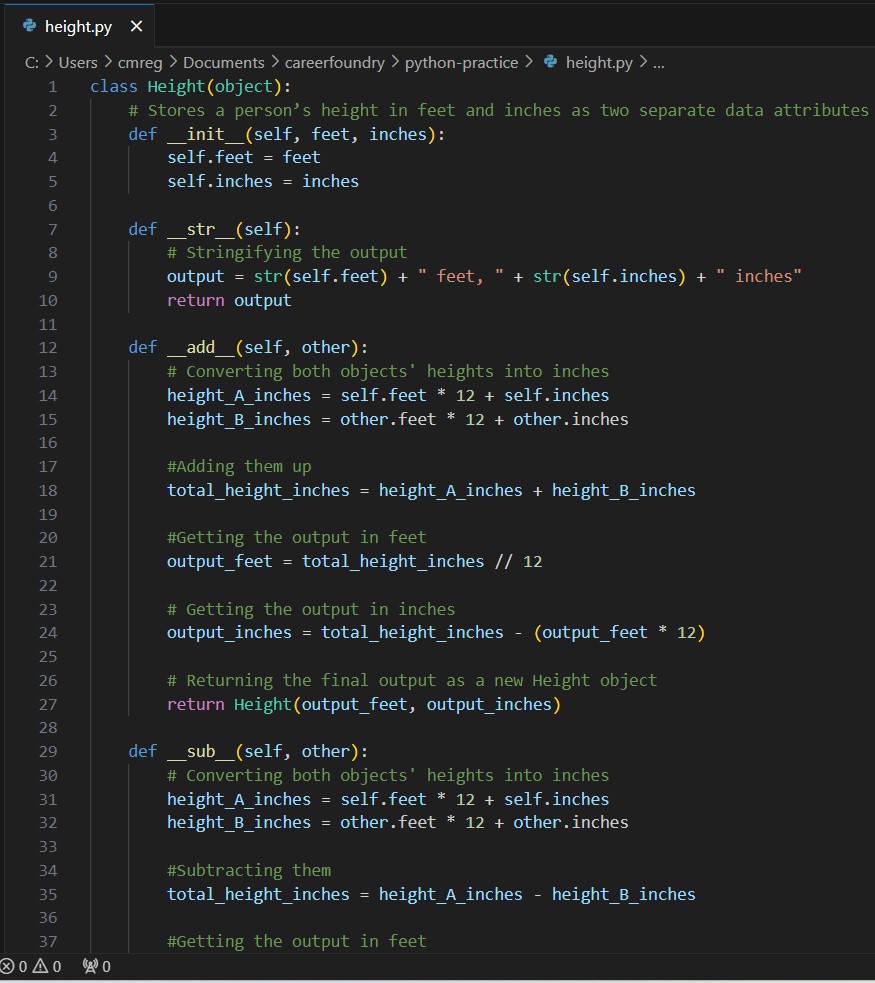 height.py ×
C: > Users > cmreg > Documents > careerfoundry > python-practice > height.py > ...
1 class Height(object):
2     # Stores a person’s height in feet and inches as two separate data attributes
3     def __init__(self, feet, inches):
4         self.feet = feet
5         self.inches = inches
6
7     def __str__(self):
8         # Stringifying the output
9         output = str(self.feet) + " feet, " + str(self.inches) + " inches"
10         return output
11
12     def __add__(self, other):
13         # Converting both objects' heights into inches
14         height_A_inches = self.feet * 12 + self.inches
15         height_B_inches = other.feet * 12 + other.inches
16
17         #Adding them up
18         total_height_inches = height_A_inches + height_B_inches
19
20         #Getting the output in feet
21         output_feet = total_height_inches // 12
22
23         # Getting the output in inches
24         output_inches = total_height_inches - (output_feet * 12)
25
26         # Returning the final output as a new Height object
27         return Height(output_feet, output_inches)
28
29     def __sub__(self, other):
30         # Converting both objects' heights into inches
31         height_A_inches = self.feet * 12 + self.inches
32         height_B_inches = other.feet * 12 + other.inches
33
34         #Subtracting them
35         total_height_inches = height_A_inches - height_B_inches
36
37         #Getting the output in feet
0 0 0